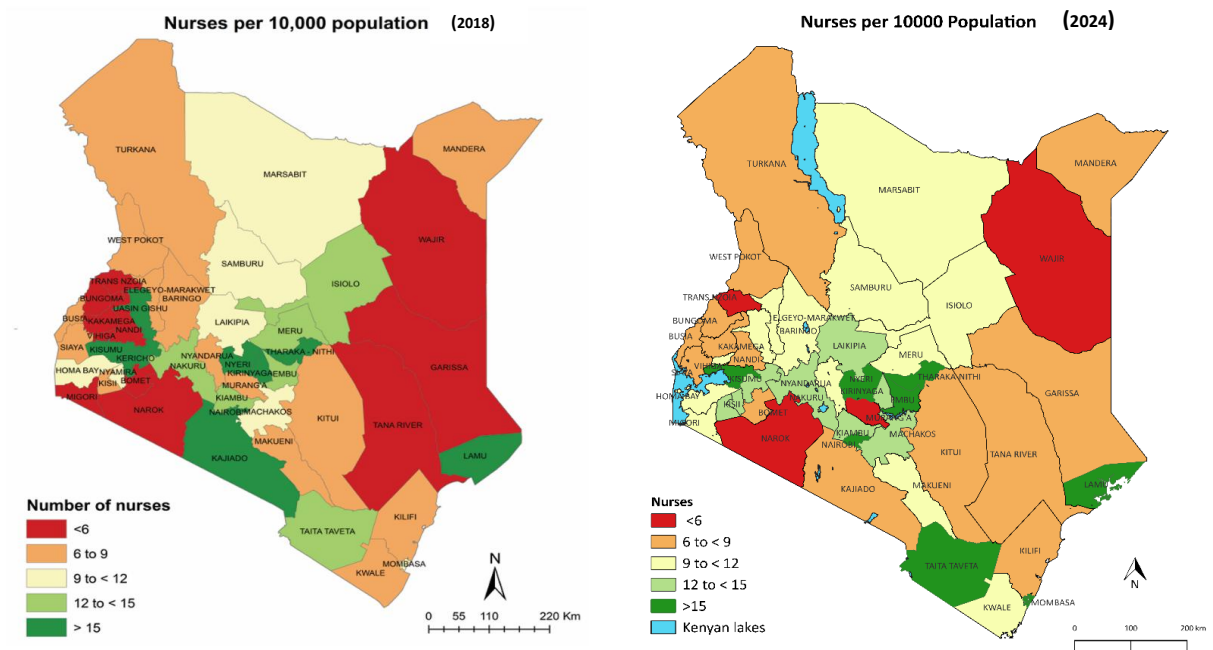 Nurses per 10,000 population (2018)
TURKANA
MANDERA
MARSABIT
WAJIR
WEST POKOT
SAMBURU
ISIOLO
TRANS NZOIA
ELEGEYO-MARAKWET
BUNGOMA
BARINGO
UASIN GISHU
BUSIA
KAKAMEGA
LAIKIPIA
NANDI
MERU
VIHIGA
SIAYA
KISUMU
NYANDARUA
THARAKA - NITHI
KERICHO
NYERI
HOMA BAY
NYAMIRA
NAKURU
KIRINYAGA
EMBU
GARISSA
KISII
BOMET
MURANG'A
MIGORI
KIAMBU
NAROK
NAIROBI
MACHAKOS
KITUI
TANA RIVER
MAKUENI
KAJIADO
LAMU
TAITA TAVETA
KILIFI
MOMBASA
KWALE
Number of nurses
<6
6 to 9
9 to < 12
12 to < 15
> 15
N
0 55 110 220 Km
Nurses per 10000 Population (2024)
TURKANA
MANDERA
MARSABIT
WEST POKOT
WAJIR
SAMBURU
TRANS NZOIA
ISIOLO
BUNGOMA
ELGEYO-MARAKWET
BARINGO
BUSIA
KAKAMEGA
LAIKIPIA
NANDI
MERU
VIHIGA
KISUMU
NYANDARUA
NYERI
THARAKA-NITHI
HOMA BAY
KIRINYAGA
GARISSA
KISII
NAKURU
EMBU
BOMET
MURANG'A
MIGORI
KIAMBU
MACHAKOS
NAROK
NAIROBI
KITUI
TANA RIVER
KAJIADO
MAKUENI
LAMU
TAITA TAVETA
KILIFI
MOMBASA
KWALE
Nurses
<6
6 to < 9
9 to < 12
12 to < 15
>15
Kenyan lakes
N
0 100 200 km